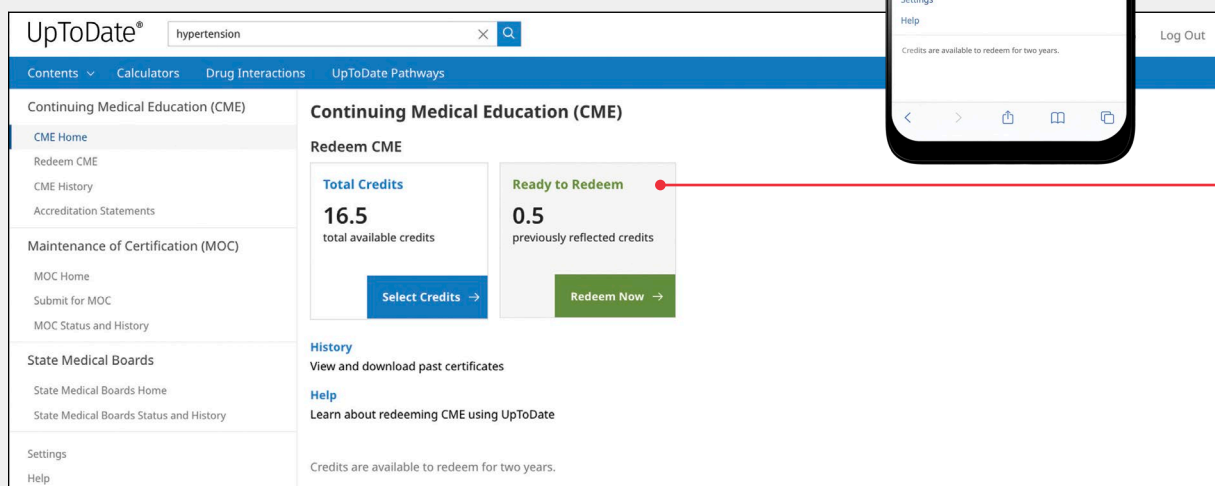 Settings
Help
Credits are available to redeem for two years.
UpToDate®
hypertension
Log Out
Contents
Calculators
Drug Interactions
UpToDate Pathways
Continuing Medical Education (CME)
CME Home
Redeem CME
CME History
Accreditation Statements
Maintenance of Certification (MOC)
MOC Home
Submit for MOC
MOC Status and History
State Medical Boards
State Medical Boards Home
State Medical Boards Status and History
Settings
Help
Continuing Medical Education (CME)
Redeem CME
Total Credits
16.5
total available credits
Select Credits →
Ready to Redeem
0.5
previously reflected credits
Redeem Now →
History
View and download past certificates
Help
Learn about redeeming CME using UpToDate
Credits are available to redeem for two years.